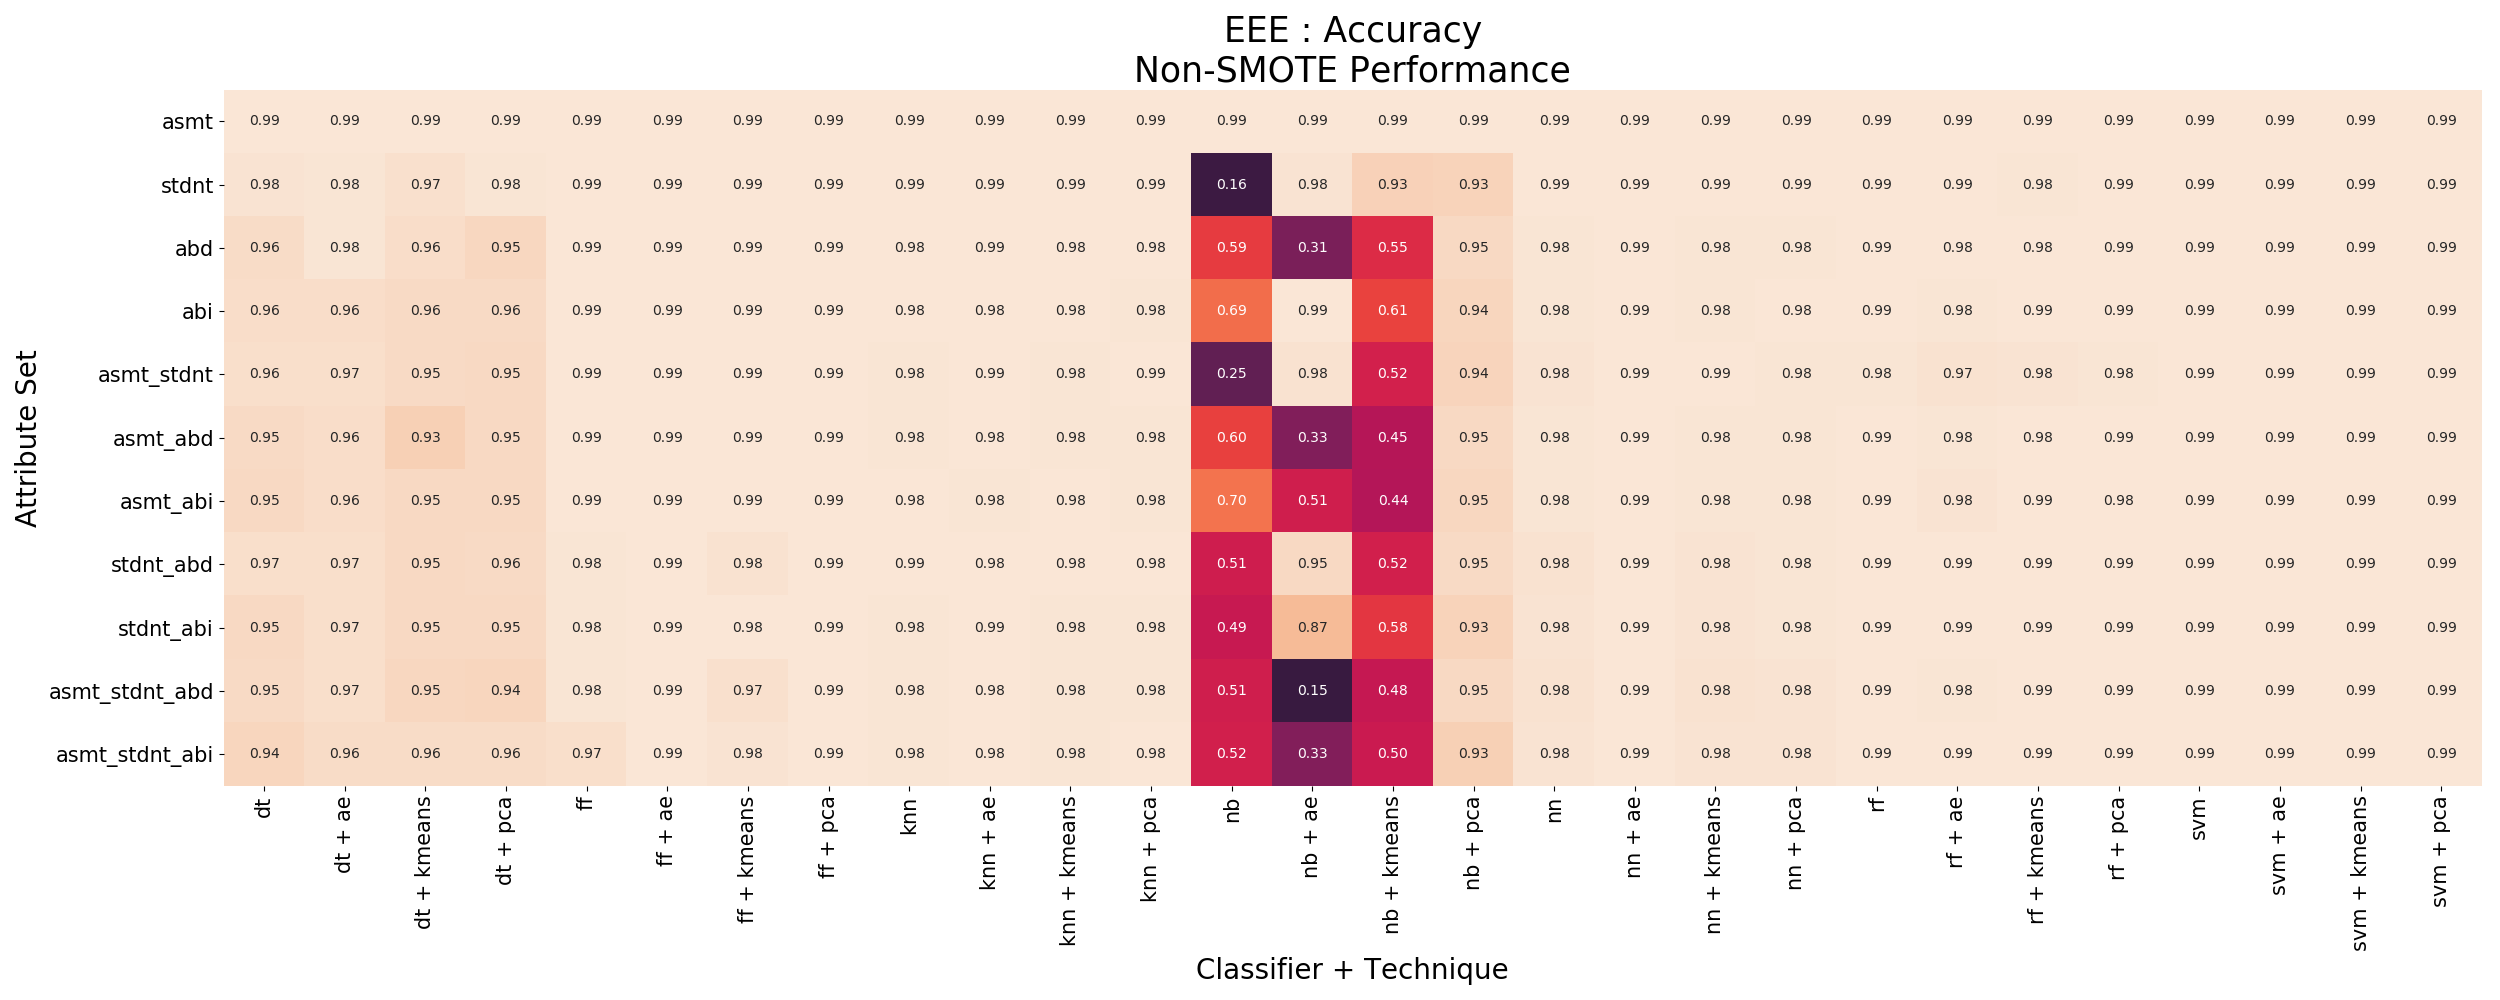 EEE : Accuracy
Non-SMOTE Performance
Attribute Set
asmt 0.99 0.99 0.99 0.99 0.99 0.99 0.99 0.99 0.99 0.99 0.99 0.99 0.99 0.99 0.99 0.99 0.99 0.99 0.99 0.99 0.99 0.99 0.99 0.99 0.99 0.99 0.99 0.99
stdnt 0.98 0.98 0.97 0.98 0.99 0.99 0.99 0.99 0.99 0.99 0.99 0.99 0.16 0.98 0.93 0.93 0.99 0.99 0.99 0.99 0.99 0.99 0.98 0.99 0.99 0.99 0.99 0.99
abd 0.96 0.98 0.96 0.95 0.99 0.99 0.99 0.99 0.98 0.99 0.98 0.98 0.59 0.31 0.55 0.95 0.98 0.99 0.98 0.98 0.99 0.98 0.98 0.99 0.99 0.99 0.99 0.99
abi 0.96 0.96 0.96 0.96 0.99 0.99 0.99 0.99 0.98 0.98 0.98 0.98 0.69 0.99 0.61 0.94 0.98 0.99 0.98 0.98 0.99 0.98 0.99 0.99 0.99 0.99 0.99 0.99
asmt_stdnt 0.96 0.97 0.95 0.95 0.99 0.99 0.99 0.99 0.98 0.99 0.98 0.99 0.25 0.98 0.52 0.94 0.98 0.99 0.99 0.98 0.98 0.97 0.98 0.98 0.99 0.99 0.99 0.99
asmt_abd 0.95 0.96 0.93 0.95 0.99 0.99 0.99 0.99 0.98 0.98 0.98 0.98 0.60 0.33 0.45 0.95 0.98 0.99 0.98 0.98 0.99 0.98 0.98 0.99 0.99 0.99 0.99 0.99
asmt_abi 0.95 0.96 0.95 0.95 0.99 0.99 0.99 0.99 0.98 0.98 0.98 0.98 0.70 0.51 0.44 0.95 0.98 0.99 0.98 0.98 0.99 0.98 0.99 0.98 0.99 0.99 0.99 0.99
stdnt_abd 0.97 0.97 0.95 0.96 0.98 0.99 0.98 0.99 0.99 0.98 0.98 0.98 0.51 0.95 0.52 0.95 0.98 0.99 0.98 0.98 0.99 0.99 0.99 0.99 0.99 0.99 0.99 0.99
stdnt_abi 0.95 0.97 0.95 0.95 0.98 0.99 0.98 0.99 0.98 0.99 0.98 0.98 0.49 0.87 0.58 0.93 0.98 0.99 0.98 0.98 0.99 0.99 0.99 0.99 0.99 0.99 0.99 0.99
asmt_stdnt_abd 0.95 0.97 0.95 0.94 0.98 0.99 0.97 0.99 0.98 0.98 0.98 0.98 0.51 0.15 0.48 0.95 0.98 0.99 0.98 0.98 0.99 0.98 0.99 0.99 0.99 0.99 0.99 0.99
asmt_stdnt_abi 0.94 0.96 0.96 0.96 0.97 0.99 0.98 0.99 0.98 0.98 0.98 0.98 0.52 0.33 0.50 0.93 0.98 0.99 0.98 0.98 0.99 0.99 0.99 0.99 0.99 0.99 0.99 0.99
dt
dt + ae
dt + kmeans
dt + pca
ff
ff + ae
ff + kmeans
ff + pca
knn
knn + ae
knn + kmeans
knn + pca
nb
nb + ae
nb + kmeans
nb + pca
nn
nn + ae
nn + kmeans
nn + pca
rf
rf + ae
rf + kmeans
rf + pca
svm
svm + ae
svm + kmeans
svm + pca
Classifier + Technique